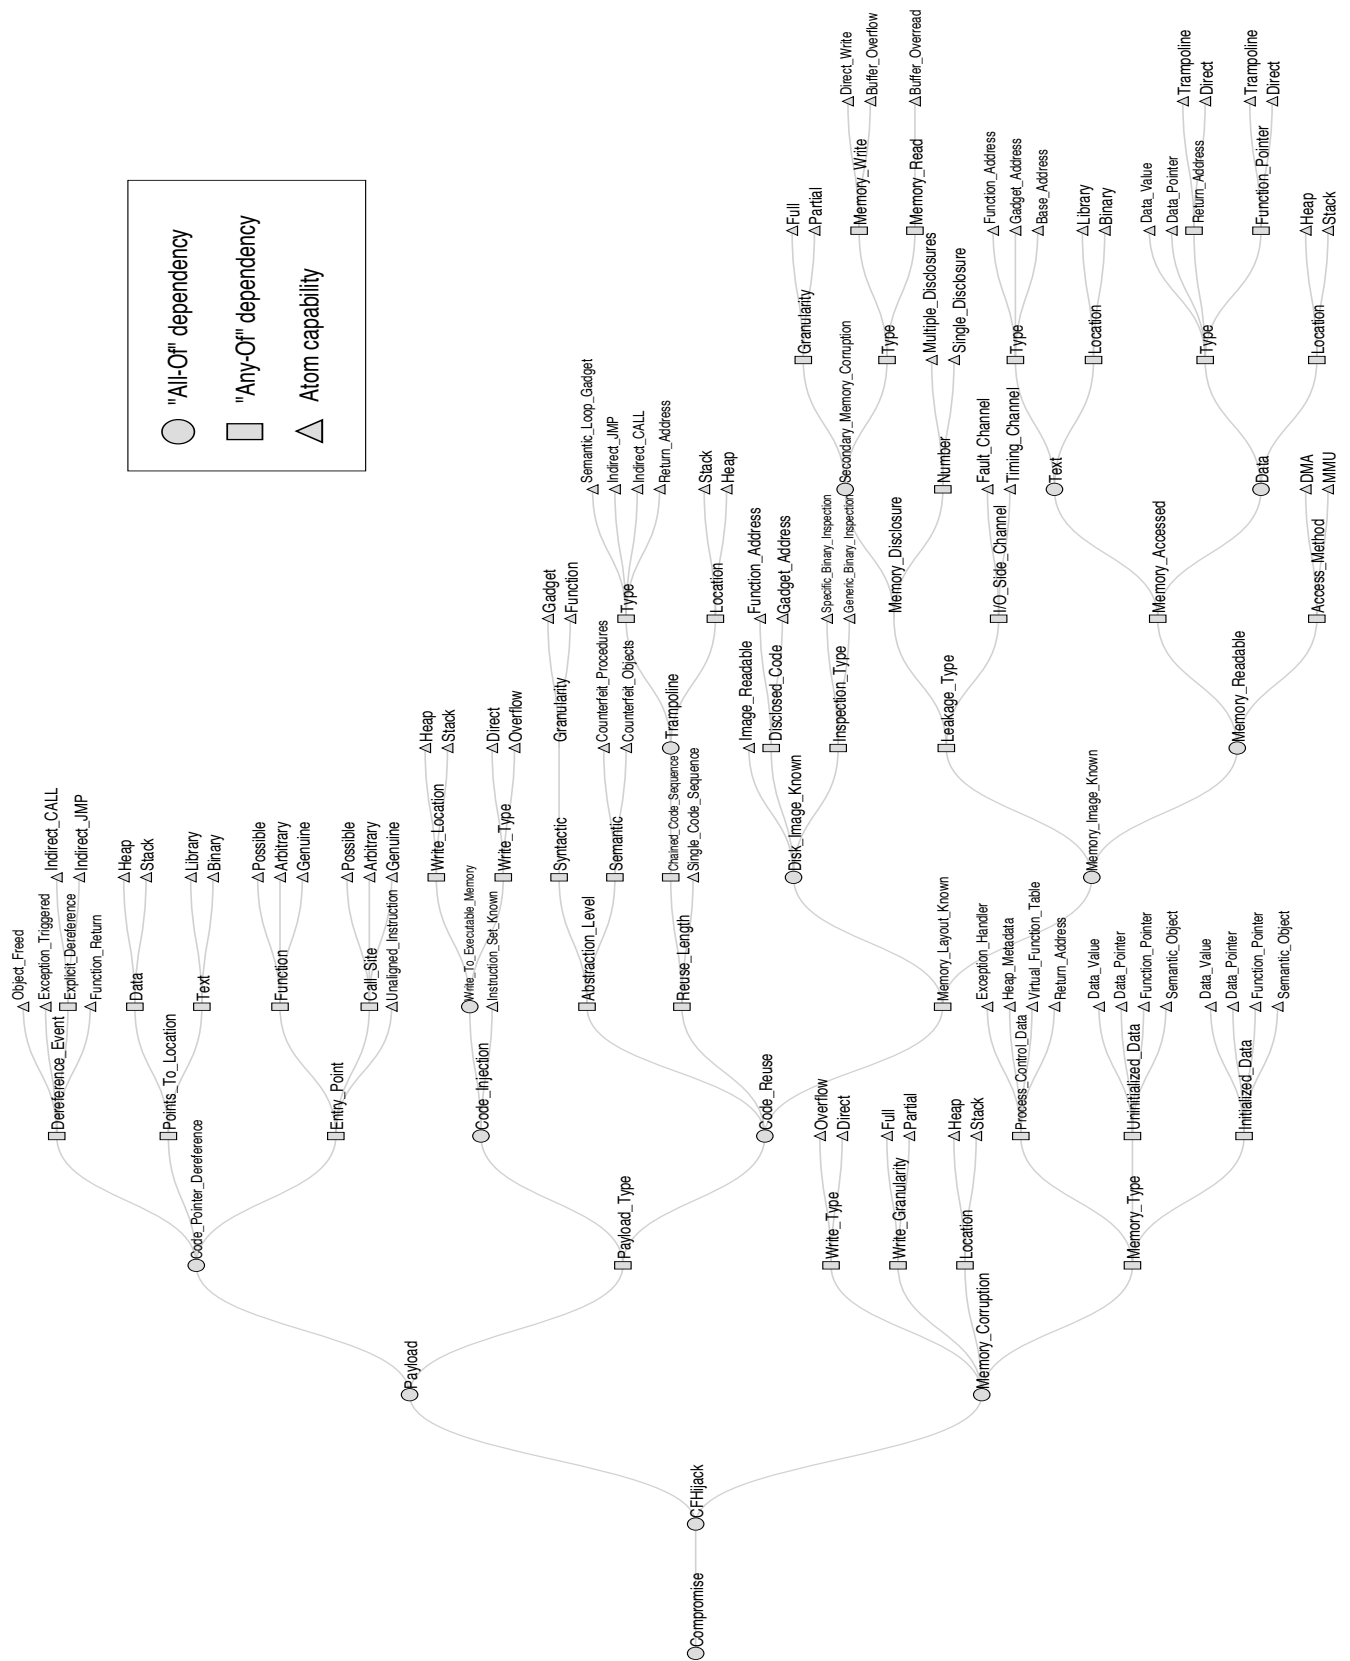 "All-Of" dependency
"Any-Of" dependency
Atom capability
Compromise
CFHijack
Payload
Code_Pointer_Dereference
Dereference_Event
Object_Freed
Exception_Triggered
Explicit_Dereference
Indirect_CALL
Indirect_JMP
Function_Return
Points_To_Location
Data
Heap
Stack
Text
Library
Binary
Entry_Point
Function
Possible
Arbitrary
Genuine
Call_Site
Possible
Arbitrary
Genuine
Unaligned_Instruction
Payload_Type
Code_Injection
Write_To_Executable_Memory
Write_Location
Heap
Stack
Write_Type
Direct
Overflow
Instruction_Set_Known
Code_Reuse
Abstraction_Level
Syntactic
Granularity
Gadget
Function
Semantic
Counterfeit_Procedures
Counterfeit_Objects
Reuse_Length
Chained_Code_Sequence
Trampoline
Type
Semantic_Loop_Gadget
Indirect_JMP
Indirect_CALL
Return_Address
Location
Stack
Heap
Single_Code_Sequence
Memory_Layout_Known
Disk_Image_Known
Image_Readable
Disclosed_Code
Function_Address
Gadget_Address
Inspection_Type
Specific_Binary_Inspection
Generic_Binary_Inspection
Memory_Image_Known
Leakage_Type
Memory_Disclosure
Secondary_Memory_Corruption
Granularity
Full
Partial
Type
Memory_Write
Direct_Write
Buffer_Overflow
Memory_Read
Buffer_Overread
Number
Multiple_Disclosures
Single_Disclosure
I/O_Side_Channel
Fault_Channel
Timing_Channel
Memory_Readable
Memory_Accessed
Text
Type
Function_Address
Gadget_Address
Base_Address
Location
Library
Binary
Data
Type
Data_Value
Data_Pointer
Return_Address
Trampoline
Direct
Function_Pointer
Trampoline
Direct
Location
Heap
Stack
Access_Method
DMA
MMU
Memory_Corruption
Write_Type
Overflow
Direct
Write_Granularity
Full
Partial
Location
Heap
Stack
Memory_Type
Process_Control_Data
Exception_Handler
Heap_Metadata
Virtual_Function_Table
Return_Address
Uninitialized_Data
Data_Value
Data_Pointer
Function_Pointer
Semantic_Object
Initialized_Data
Data_Value
Data_Pointer
Function_Pointer
Semantic_Object